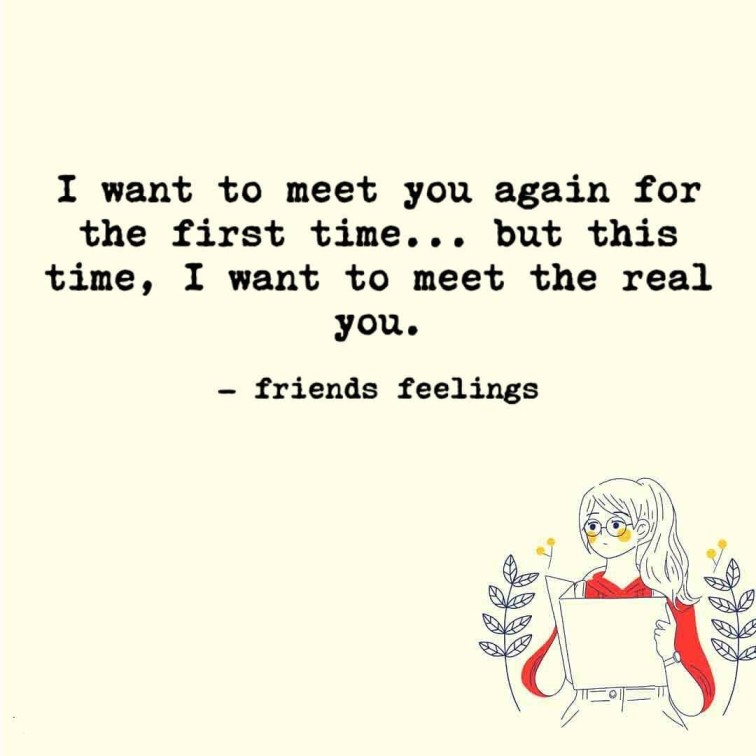 I want to meet you again for
the first time... but this
time, I want to meet the real
you.
– friends feelings